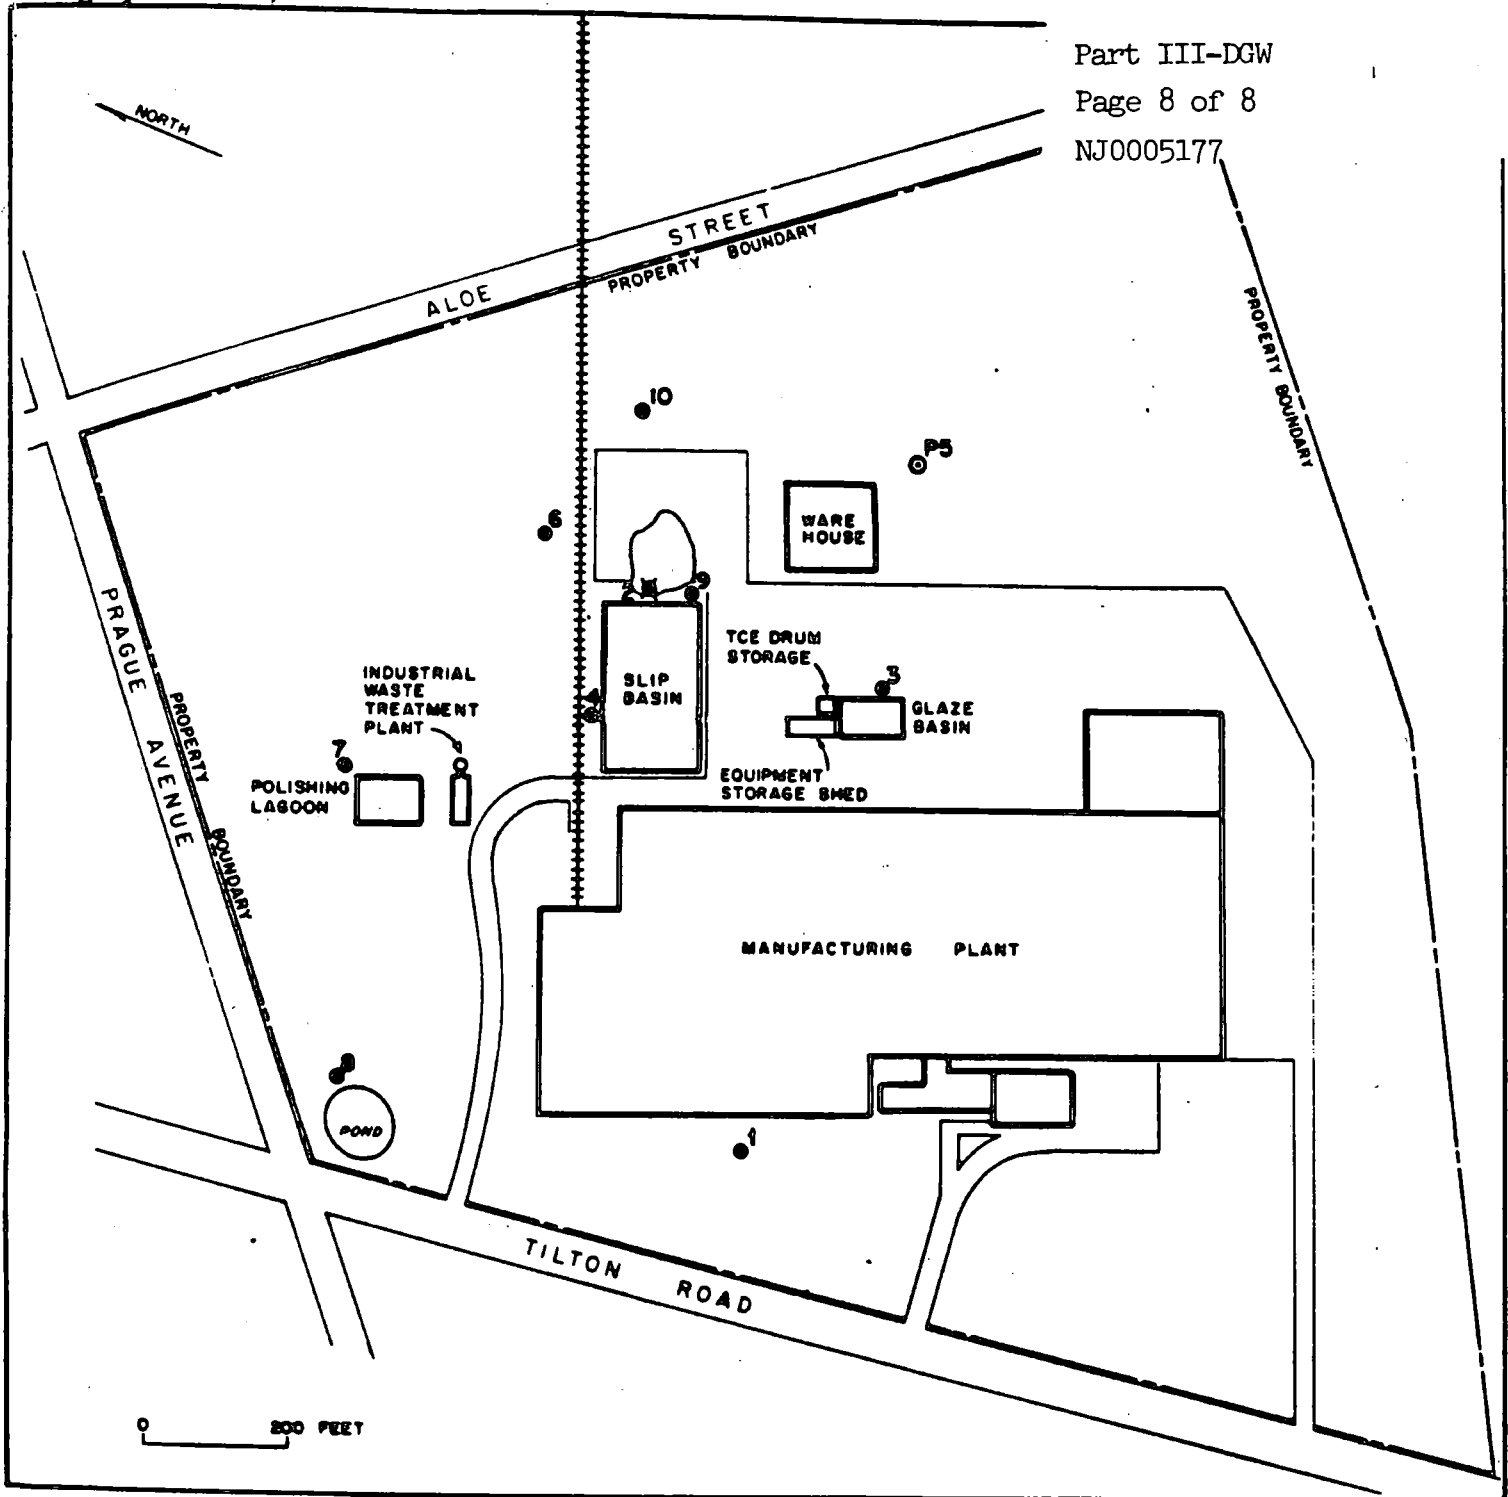 Part III-DGW
Page 8 of 8
NJ0005177
NORTH
ALOE STREET
PROPERTY BOUNDARY
PROPERTY BOUNDARY
10
P5
6
WARE
HOUSE
9
TCE DRUM
STORAGE
INDUSTRIAL
WASTE
TREATMENT
PLANT
SLIP
BASIN
4
GLAZE
BASIN
PRAGUE AVENUE
PROPERTY BOUNDARY
7
POLISHING
LAGOON
EQUIPMENT
STORAGE SHED
MANUFACTURING PLANT
POND
1
TILTON ROAD
0 200 FEET